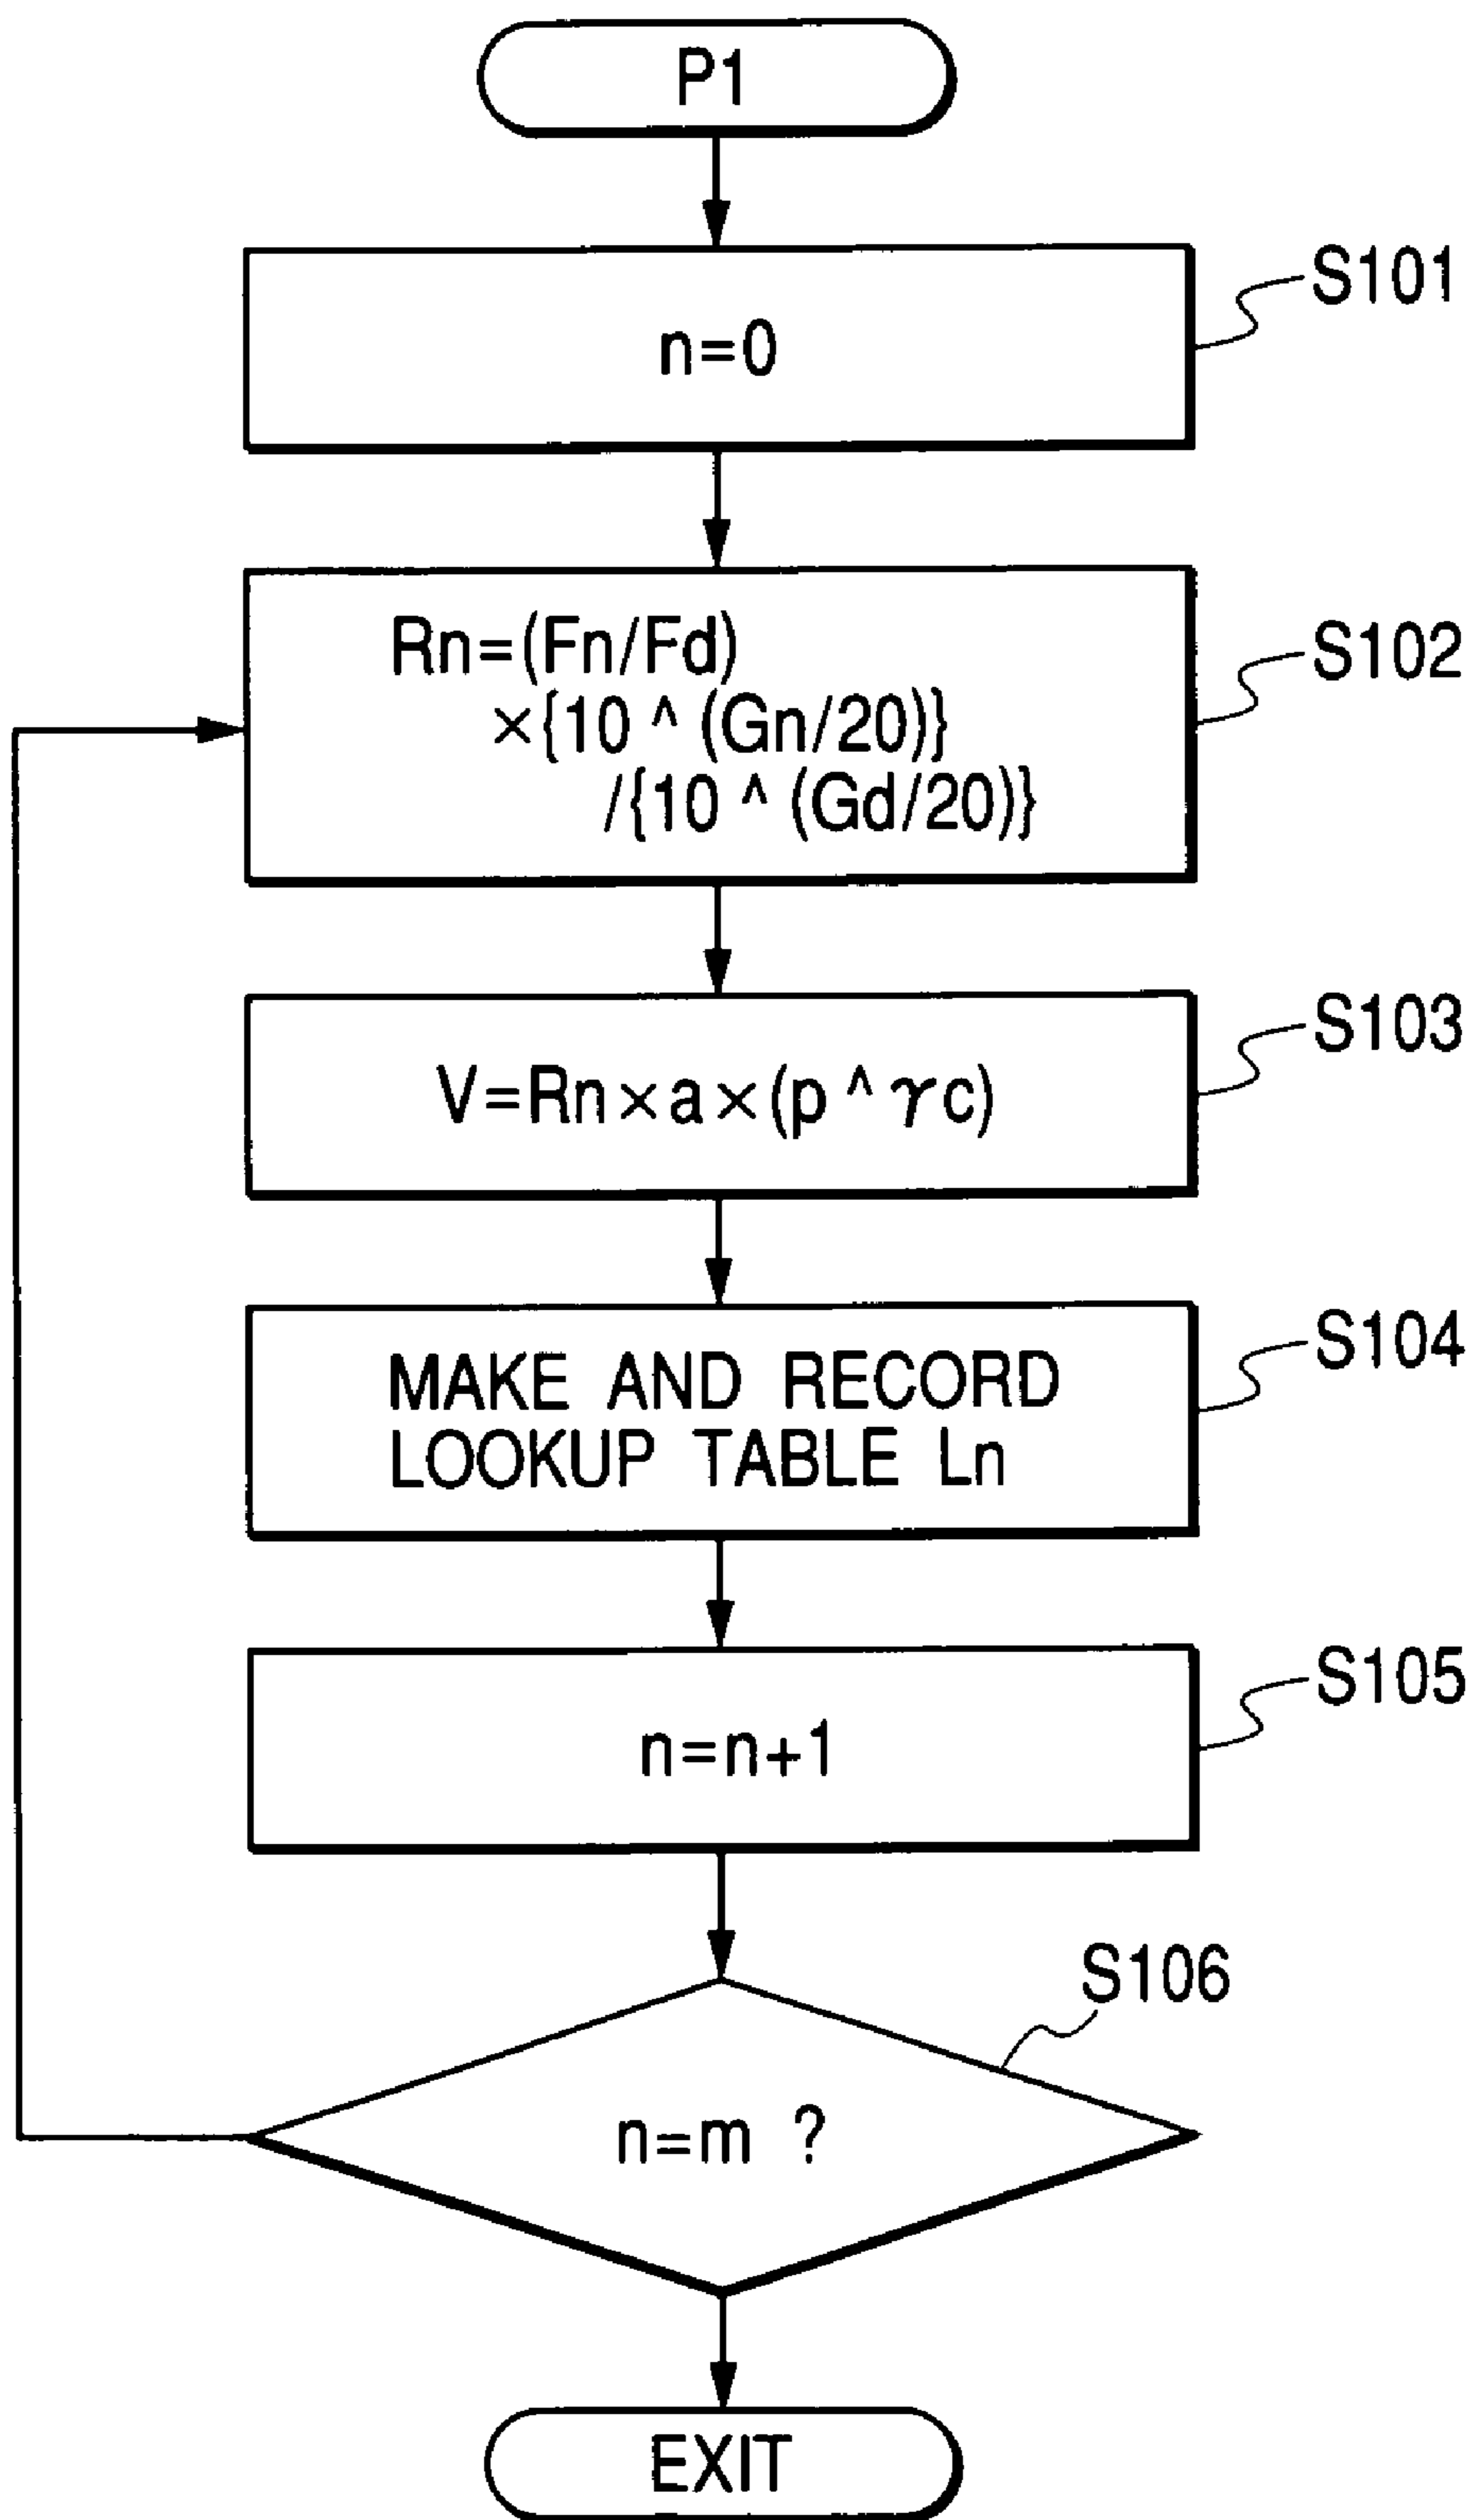 P1
n=0
S101
Rn=(Fn/Fd)
×{10 ^ (Gn/20)}
/{10 ^ (Gd/20)}
S102
V=Rn×a×(p ^ γc)
S103
MAKE AND RECORD
LOOKUP TABLE Ln
S104
n=n+1
S105
S106
n=m ?
EXIT